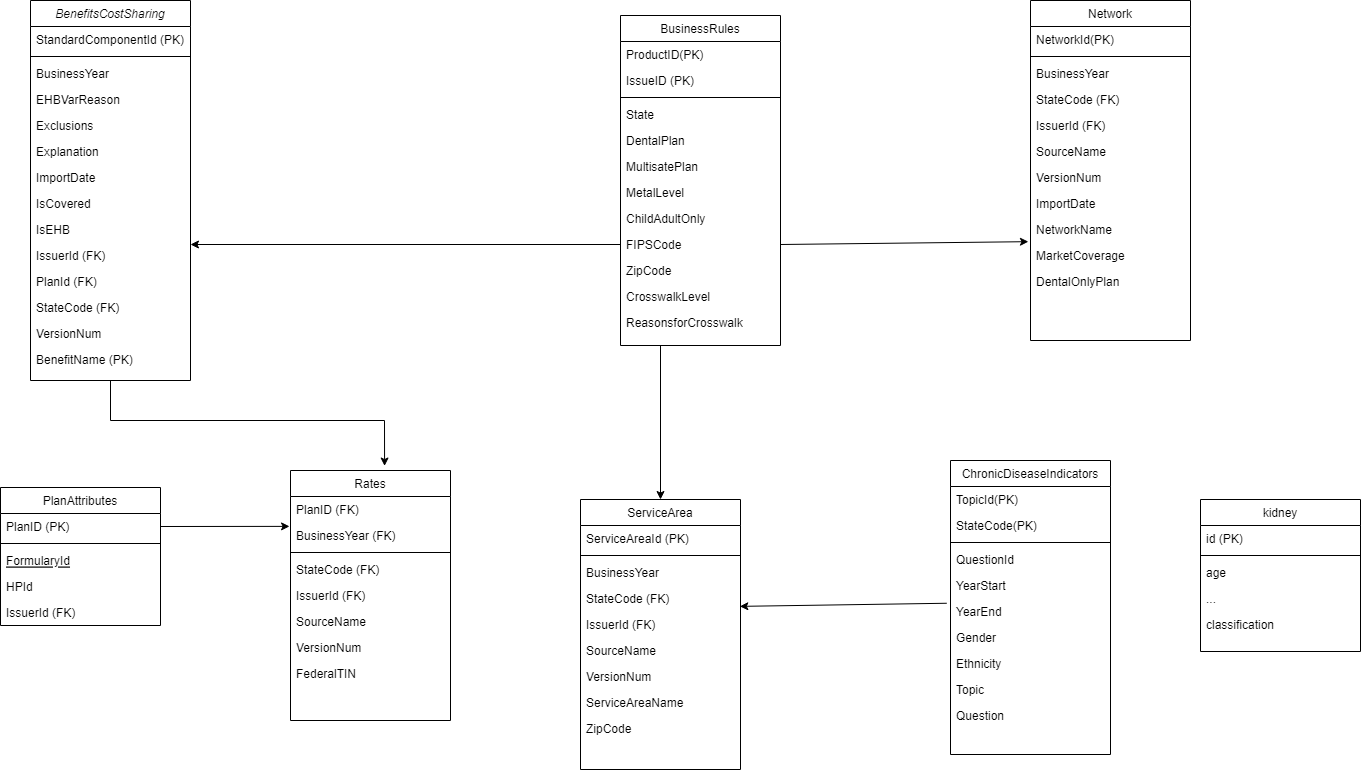 BenefitsCostSharing
StandardComponentId (PK)
BusinessYear
EHBVarReason
Exclusions
Explanation
ImportDate
IsCovered
IsEHB
IssuerId (FK)
PlanId (FK)
StateCode (FK)
VersionNum
BenefitName (PK)
BusinessRules
ProductID(PK)
IssueID (PK)
State
DentalPlan
MultisatePlan
MetalLevel
ChildAdultOnly
FIPSCode
ZipCode
CrosswalkLevel
ReasonsforCrosswalk
Network
NetworkId(PK)
BusinessYear
StateCode (FK)
IssuerId (FK)
SourceName
VersionNum
ImportDate
NetworkName
MarketCoverage
DentalOnlyPlan
PlanAttributes
PlanID (PK)
FormularyId
HPId
IssuerId (FK)
Rates
PlanID (FK)
BusinessYear (FK)
StateCode (FK)
IssuerId (FK)
SourceName
VersionNum
FederalTIN
ServiceArea
ServiceAreaId (PK)
BusinessYear
StateCode (FK)
IssuerId (FK)
SourceName
VersionNum
ServiceAreaName
ZipCode
ChronicDiseaseIndicators
TopicId(PK)
StateCode(PK)
QuestionId
YearStart
YearEnd
Gender
Ethnicity
Topic
Question
kidney
id (PK)
age
...
classification